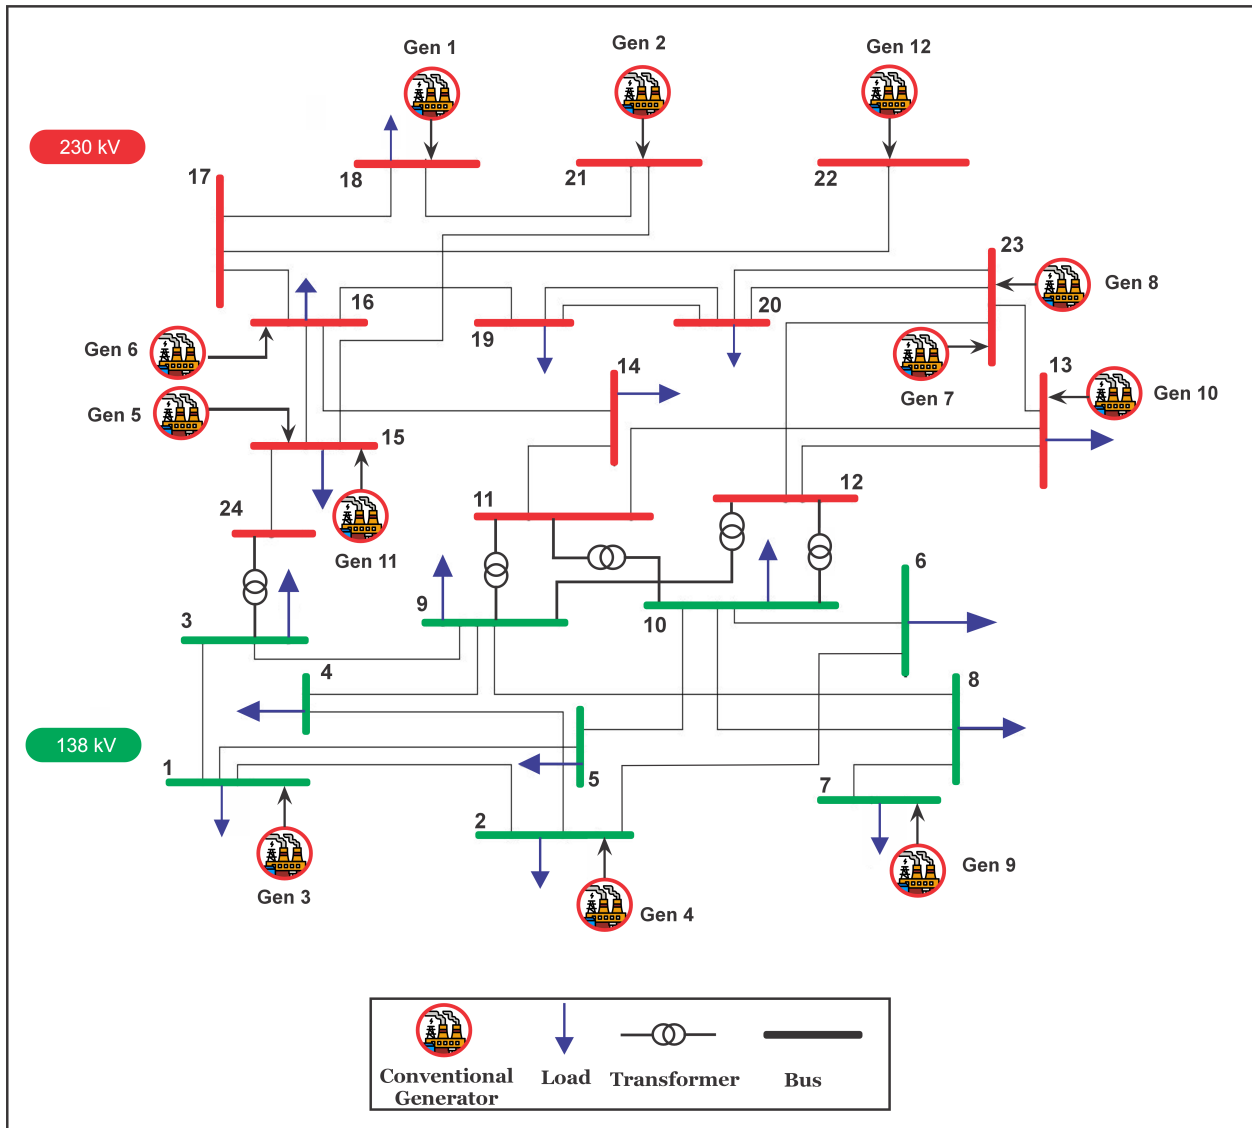 Gen 1
Gen 2
Gen 12
230 kV
17
18
21
22
23
Gen 8
16
19
20
Gen 6
14
13
Gen 7
Gen 10
Gen 5
15
24
11
12
Gen 11
6
3
9
10
4
8
138 kV
1
5
7
2
Gen 3
Gen 4
Gen 9
Conventional
Generator
Load
Transformer
Bus